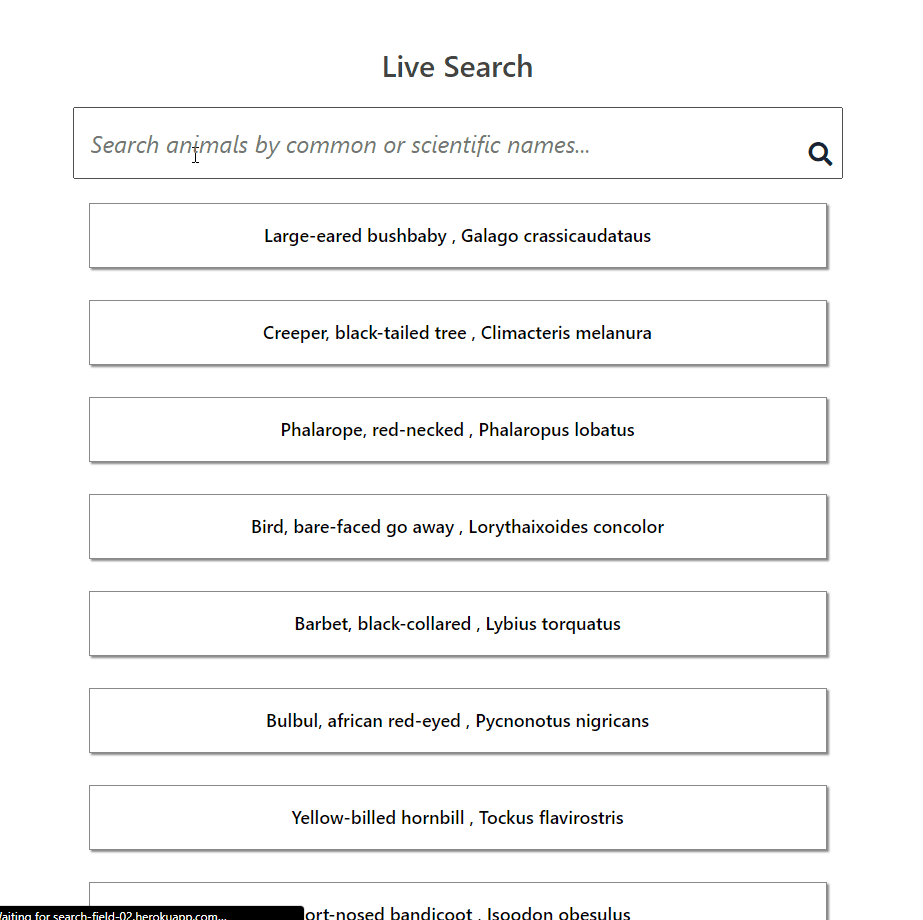 Live Search
Search animals by common or scientific names...
Large-eared bushbaby , Galago crassicaudataus
Creeper, black-tailed tree , Climacteris melanura
Phalarope, red-necked , Phalaropus lobatus
Bird, bare-faced go away , Lorythaixoides concolor
Barbet, black-collared , Lybius torquatus
Bulbul, african red-eyed , Pycnonotus nigricans
Yellow-billed hornbill , Tockus flavirostris
ort-nosed bandicoot , Isoodon obesulus
aiting for search-field-02.herokuapp.com...